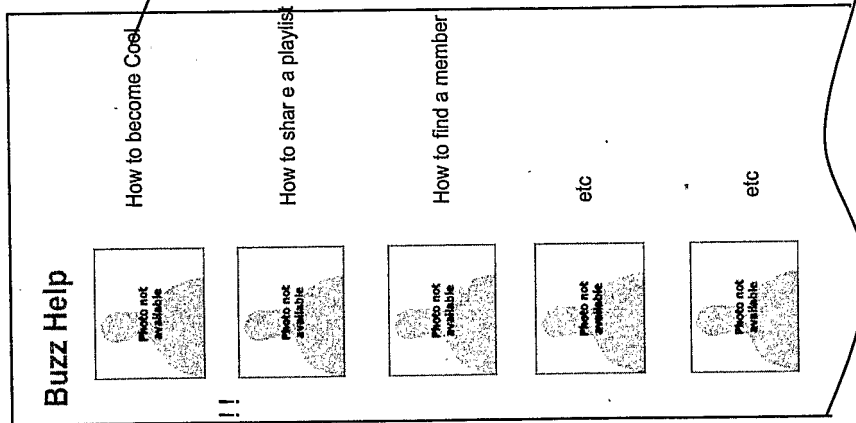 Buzz Help
Photo not
available
How to become Cool
!!
Photo not
available
How to shar e a playlist
Photo not
available
How to find a member
Photo not
available
etc
Photo not
available
etc